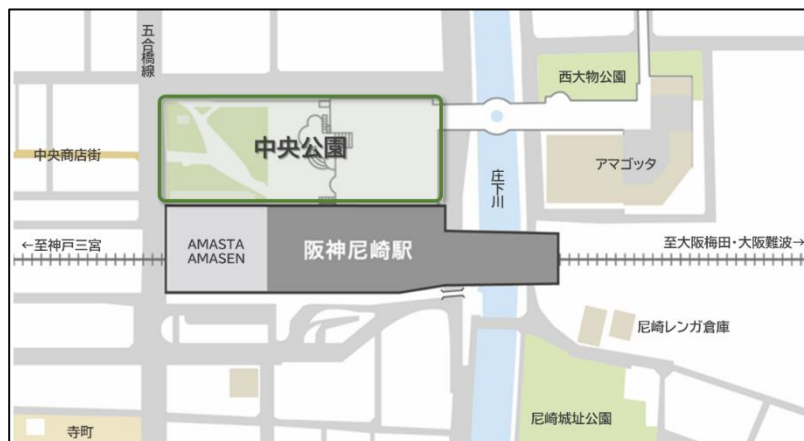 五合橋線
西大物公園
中央公園
中央商店街
アマゴッタ
庄下川
←至神戸三宮
AMASTA
AMASEN
阪神尼崎駅
至大阪梅田・大阪難波→
尼崎レンガ倉庫
尼崎城址公園
寺町